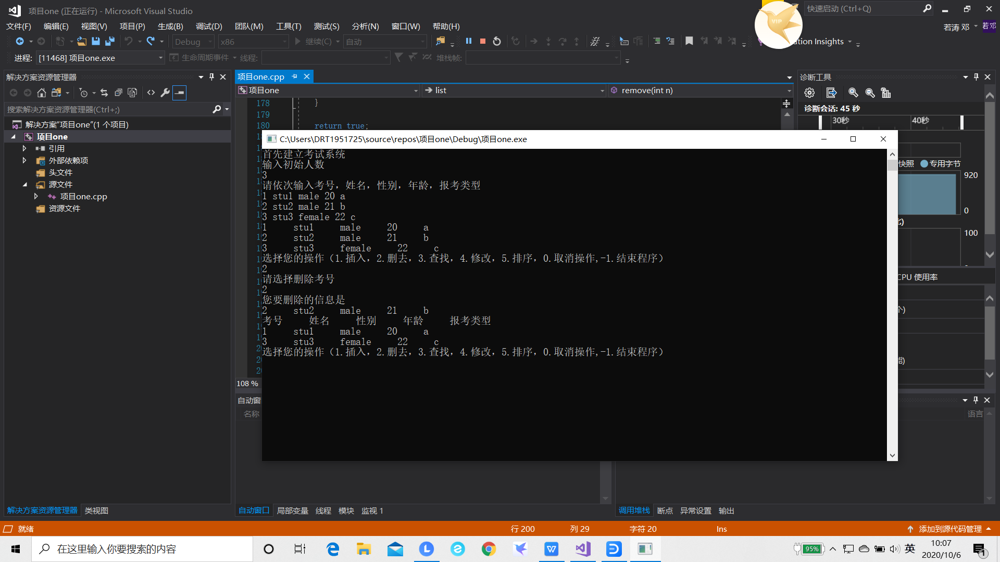 项目one (正在运行) - Microsoft Visual Studio
快速启动 (Ctrl+Q)
文件(F) 编辑(E) 视图(V) 项目(P) 生成(B) 调试(D) 团队(M) 工具(T) 测试(S) 分析(N) 窗口(W) 帮助(H)
VIP
若涛 邓
若邓
Debug x86 继续(C) 自动
ation Insights
进程: [11468] 项目one.exe 生命周期事件 线程: 堆栈帧:
解决方案资源管理器
搜索解决方案资源管理器(Ctrl+;)
解决方案"项目one"(1 个项目)
项目one
引用
外部依赖项
头文件
源文件
项目one.cpp
资源文件
解决方案资源管理器 类视图
项目one.cpp
项目one list remove(int n)
178 }
179
180 return true;
108 %
C:\Users\DRT1951725\source\repos\项目one\Debug\项目one.exe
首先建立考试系统
输入初始人数
3
请依次输入考号，姓名，性别，年龄，报考类型
1 stu1 male 20 a
2 stu2 male 21 b
3 stu3 female 22 c
1 stu1 male 20 a
2 stu2 male 21 b
3 stu3 female 22 c
选择您的操作（1.插入，2.删去，3.查找，4.修改，5.排序，0.取消操作,-1.结束程序）
2
请选择删除考号
2
您要删除的信息是
2 stu2 male 21 b
考号 姓名 性别 年龄 报考类型
1 stu1 male 20 a
3 stu3 female 22 c
选择您的操作（1.插入，2.删去，3.查找，4.修改，5.排序，0.取消操作,-1.结束程序）
诊断工具
诊断会话: 45 秒
30秒 40秒
快照 专用字节
920
0
100
CPU 使用率
自动窗
名称
语言
自动窗口 局部变量 线程 模块 监视 1
调用堆栈 断点 异常设置 输出
就绪 行 200 列 29 字符 20 Ins 添加到源代码管理
在这里输入你要搜索的内容
95%
英
10:07
2020/10/6
1